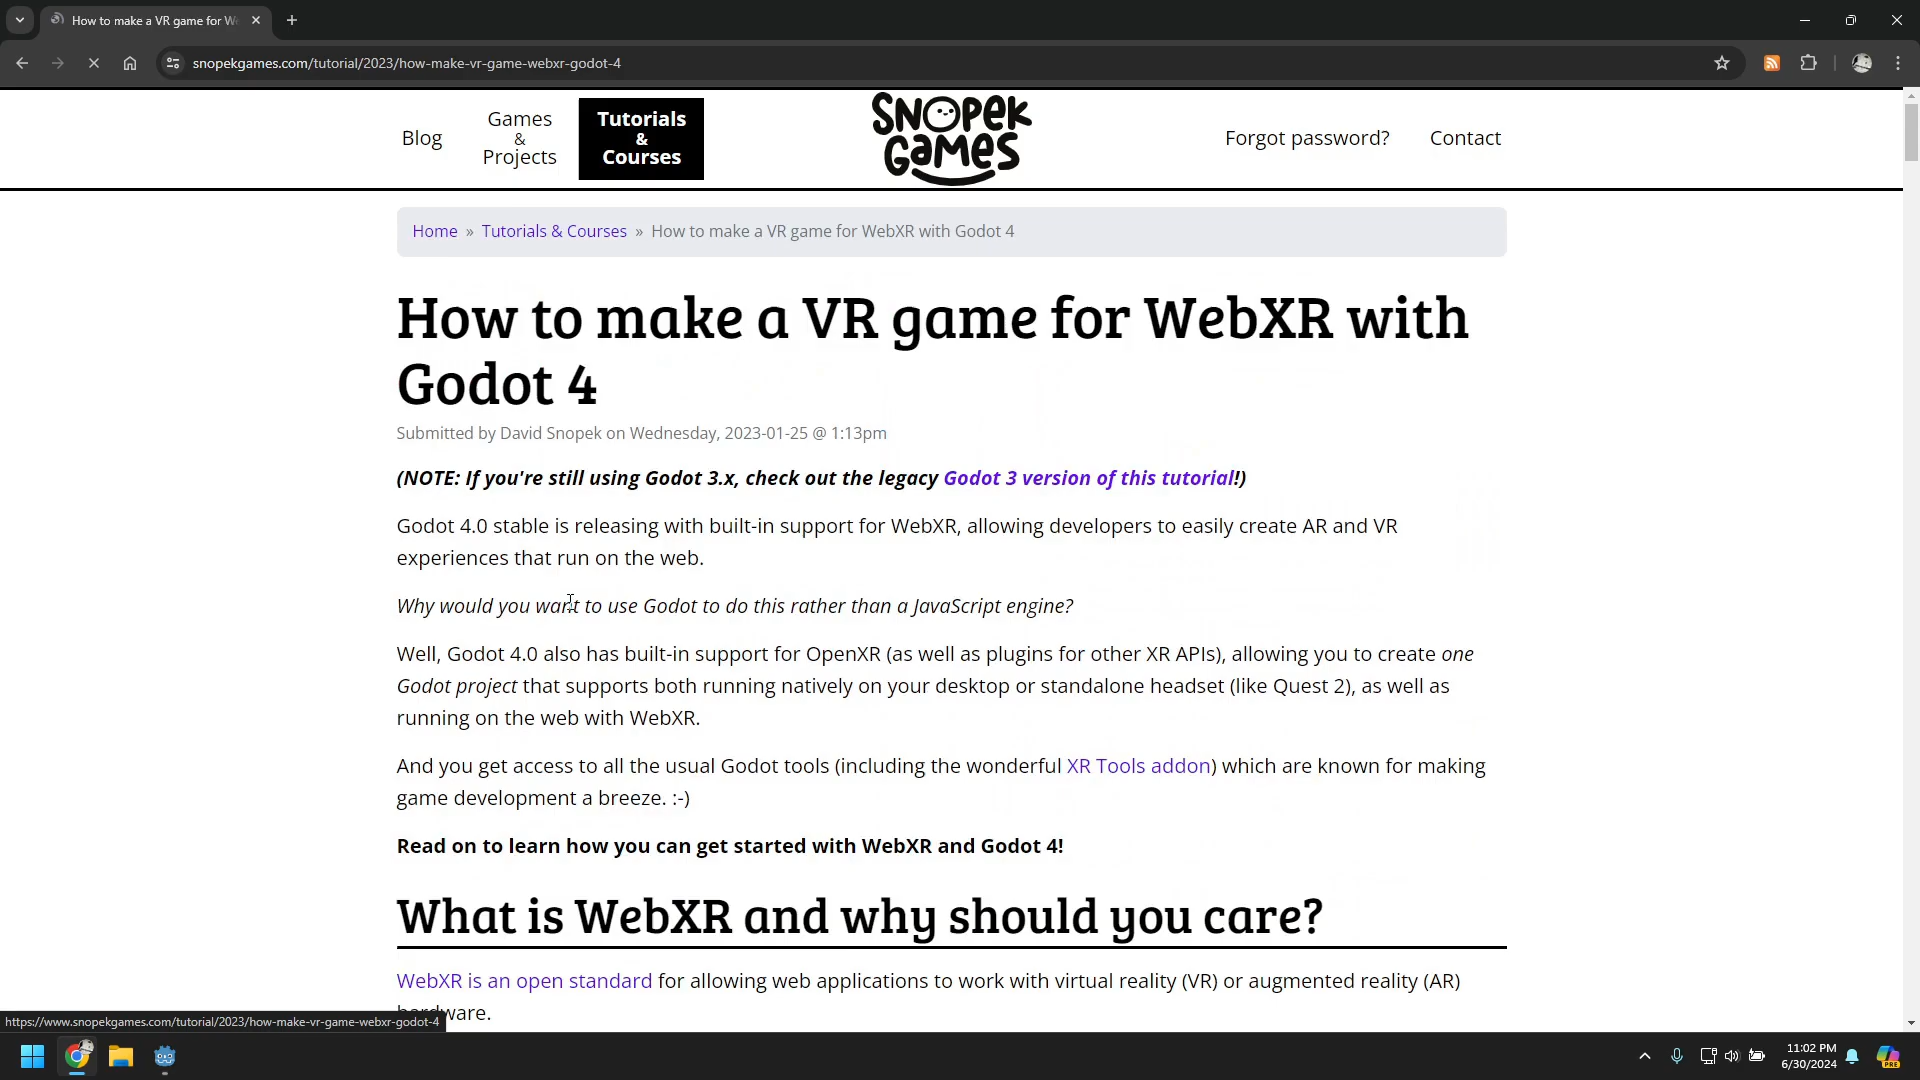 How to make a VR game for W
snopekgames.com/tutorial/2023/how-make-vr-game-webxr-godot-4
Blog
Games
&
Projects
Tutorials
&
Courses
SNOPEK
GAMES
Forgot password?
Contact
Home » Tutorials & Courses » How to make a VR game for WebXR with Godot 4
How to make a VR game for WebXR with
Godot 4
Submitted by David Snopek on Wednesday, 2023-01-25 @ 1:13pm
(NOTE: If you're still using Godot 3.x, check out the legacy Godot 3 version of this tutorial!)
Godot 4.0 stable is releasing with built-in support for WebXR, allowing developers to easily create AR and VR
experiences that run on the web.
Why would you want to use Godot to do this rather than a JavaScript engine?
Well, Godot 4.0 also has built-in support for OpenXR (as well as plugins for other XR APIs), allowing you to create one
Godot project that supports both running natively on your desktop or standalone headset (like Quest 2), as well as
running on the web with WebXR.
And you get access to all the usual Godot tools (including the wonderful XR Tools addon) which are known for making
game development a breeze. :-)
Read on to learn how you can get started with WebXR and Godot 4!
What is WebXR and why should you care?
WebXR is an open standard for allowing web applications to work with virtual reality (VR) or augmented reality (AR)
hardware.
https://www.snopekgames.com/tutorial/2023/how-make-vr-game-webxr-godot-4
11:02 PM
6/30/2024
PRE